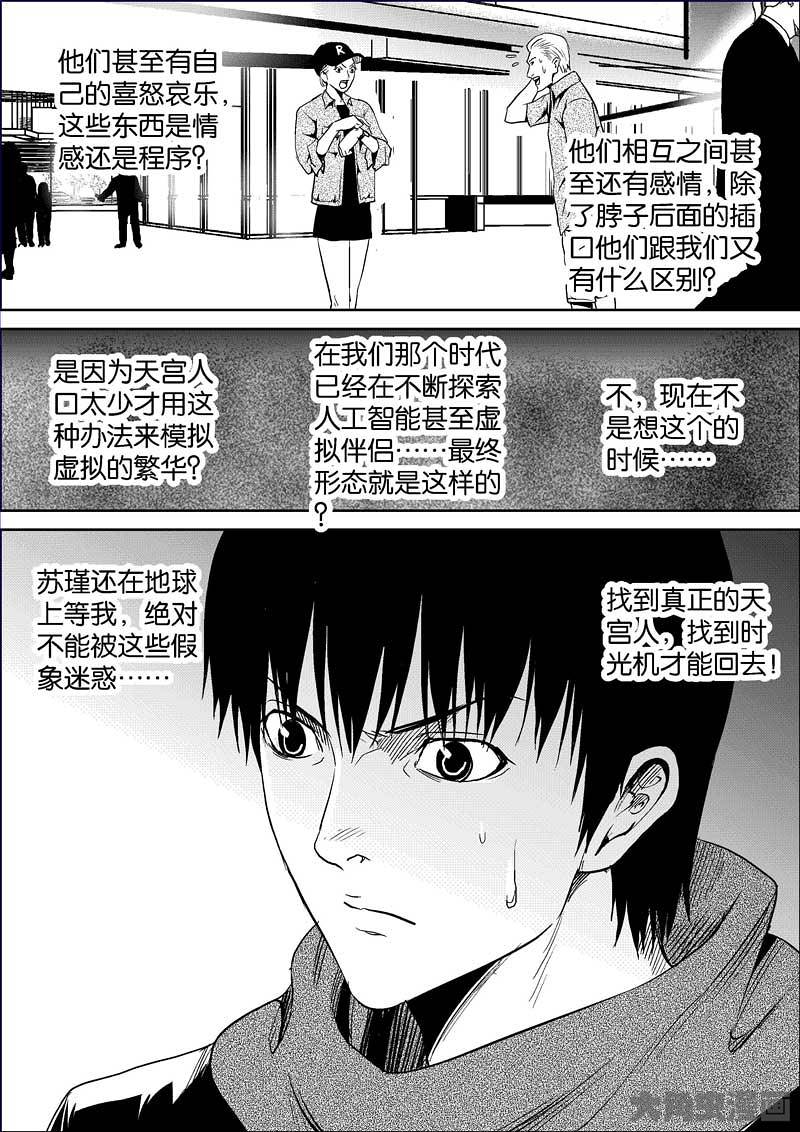 他们甚至有自
己的喜怒哀乐，
这些东西是情
感还是程序？
R
他们相互之间甚
至还有感情，除
了脖子后面的插
口他们跟我们又
有什么区别？
是因为天宫人
口太少才用这
种办法来模拟
虚拟的繁华？
在我们那个时代
已经在不断探索
人工智能甚至虚
拟伴侣……最终
形态就是这样的
？
不，现在不
是想这个的
时候……
苏瑾还在地球
上等我，绝对
不能被这些假
象迷惑……
找到真正的天
宫人，找到时
光机才能回去！